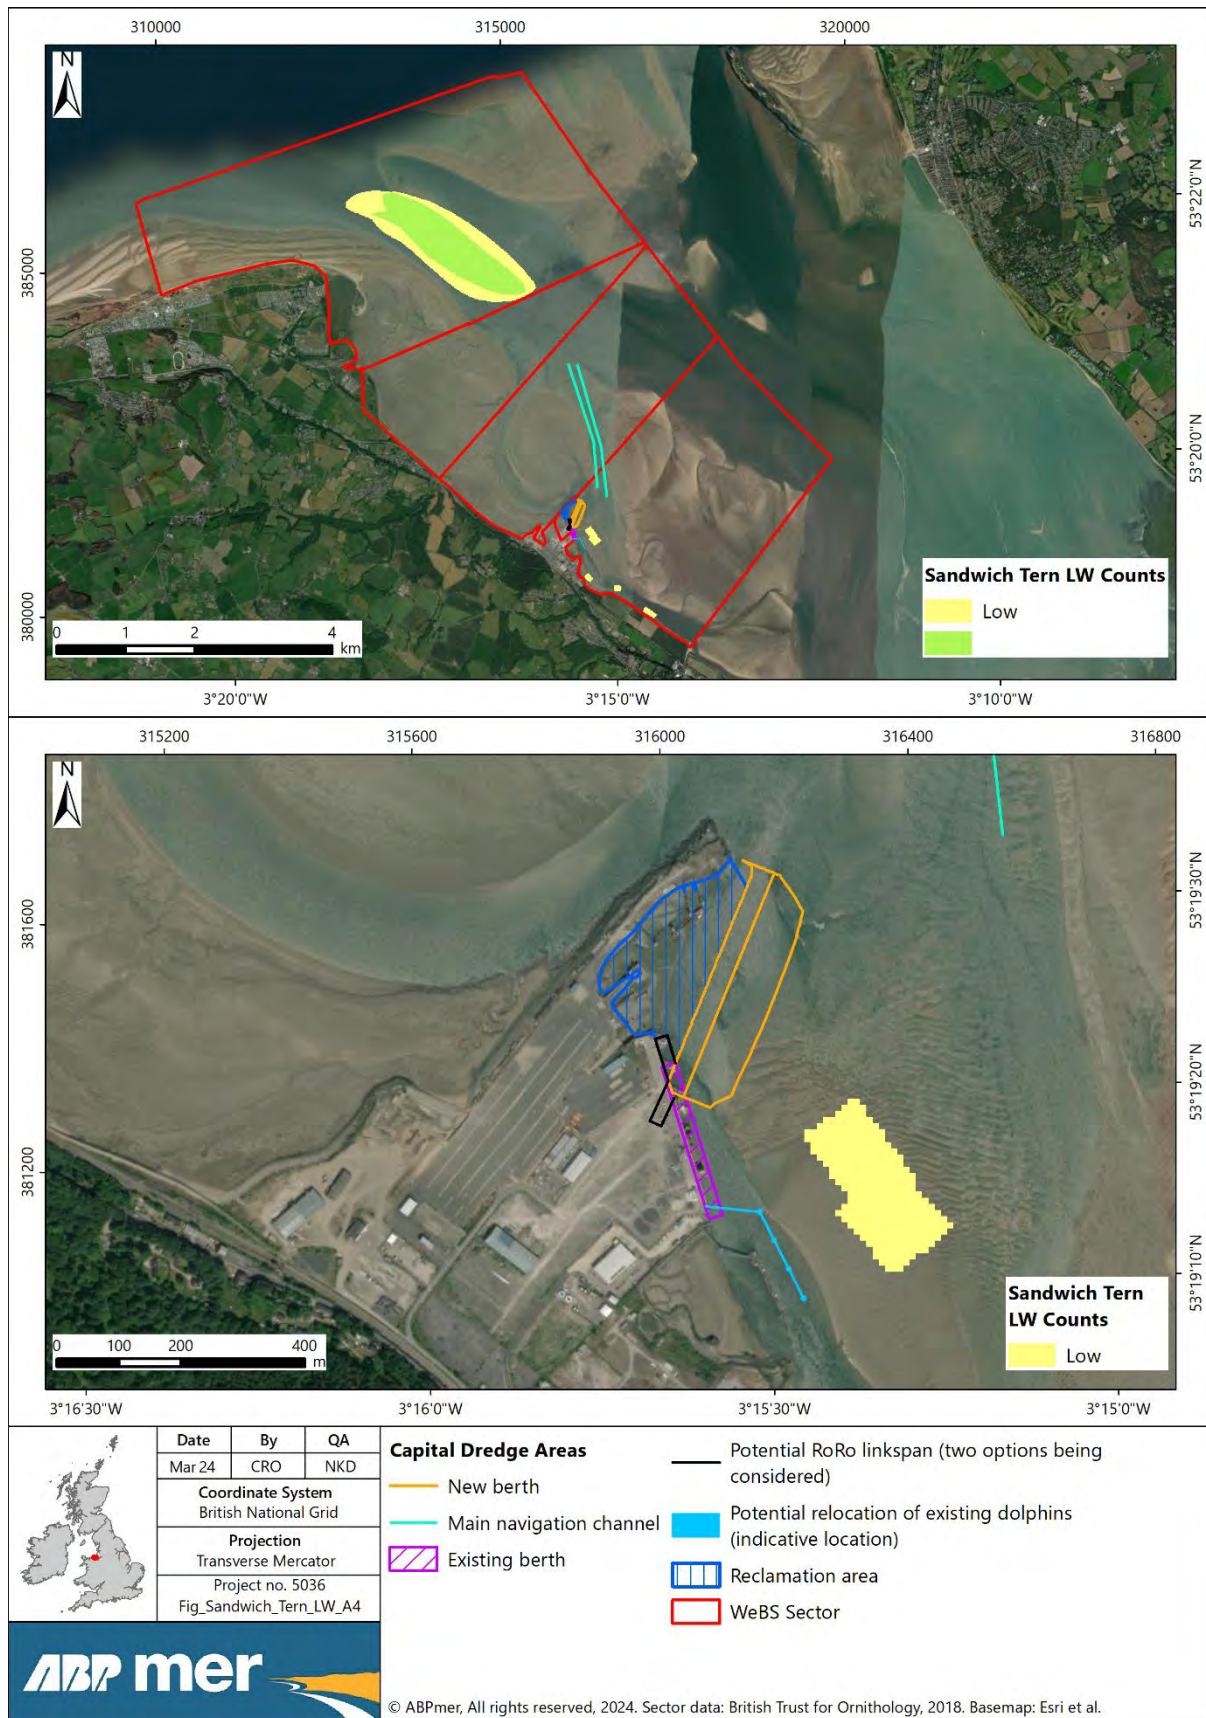 310000 315000 320000
N
385000
380000
53°22'0"N
53°20'0"N
Sandwich Tern LW Counts
Low
0 1 2 4
km
3°20'0"W 3°15'0"W 3°10'0"W
315200 315600 316000 316400 316800
N
381600
381200
53°19'30"N
53°19'20"N
53°19'10"N
Sandwich Tern
LW Counts
Low
0 100 200 400
m
3°16'30"W 3°16'0"W 3°15'30"W 3°15'0"W
Date By QA
Mar 24 CRO NKD
Coordinate System
British National Grid
Projection
Transverse Mercator
Project no. 5036
Fig_Sandwich_Tern_LW_A4
ABP mer
Capital Dredge Areas
New berth
Main navigation channel
Existing berth
Potential RoRo linkspan (two options being
considered)
Potential relocation of existing dolphins
(indicative location)
Reclamation area
WeBS Sector
© ABPmer, All rights reserved, 2024. Sector data: British Trust for Ornithology, 2018. Basemap: Esri et al.